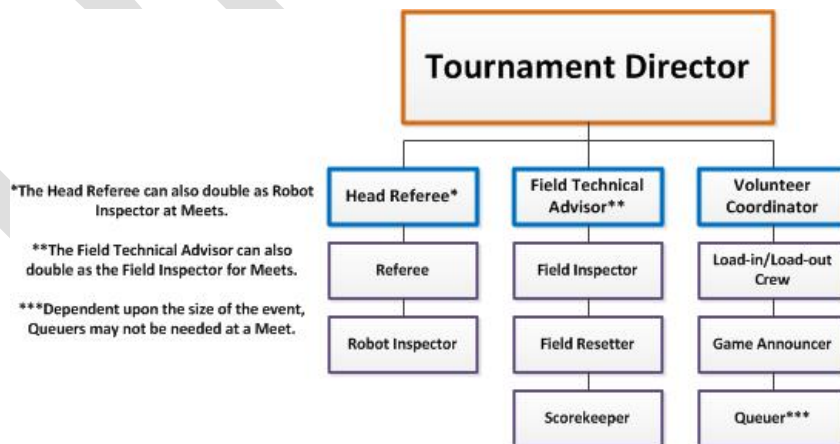 Tournament Director
*The Head Referee can also double as Robot
Inspector at Meets.
**The Field Technical Advisor can also
double as the Field Inspector for Meets.
***Dependent upon the size of the event,
Queuers may not be needed at a Meet.
Head Referee*
Referee
Robot Inspector
Field Technical
Advisor**
Field Inspector
Field Resetter
Scorekeeper
Volunteer
Coordinator
Load-in/Load-out
Crew
Game Announcer
Queuer***